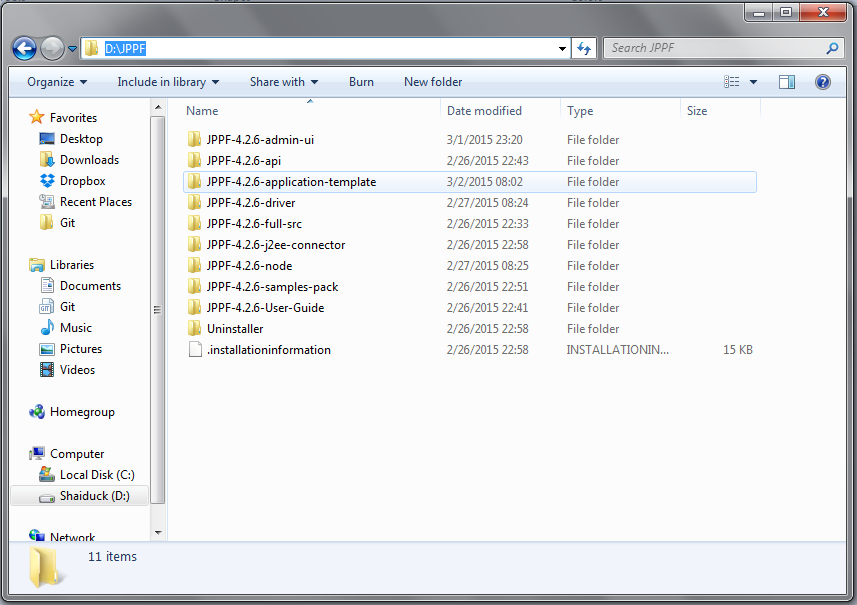 D:\JPPF
Search JPPF
Organize Include in library Share with Burn New folder
Name Date modified Type Size
Favorites
Desktop
Downloads
Dropbox
Recent Places
Git
Libraries
Documents
Git
Music
Pictures
Videos
Homegroup
Computer
Local Disk (C:)
Shaiduck (D:)
Network
JPPF-4.2.6-admin-ui 3/1/2015 23:20 File folder
JPPF-4.2.6-api 2/26/2015 22:43 File folder
JPPF-4.2.6-application-template 3/2/2015 08:02 File folder
JPPF-4.2.6-driver 2/27/2015 08:24 File folder
JPPF-4.2.6-full-src 2/26/2015 22:33 File folder
JPPF-4.2.6-j2ee-connector 2/26/2015 22:58 File folder
JPPF-4.2.6-node 2/27/2015 08:25 File folder
JPPF-4.2.6-samples-pack 2/26/2015 22:51 File folder
JPPF-4.2.6-User-Guide 2/26/2015 22:41 File folder
Uninstaller 2/26/2015 22:58 File folder
.installationinformation 2/26/2015 22:58 INSTALLATIONIN... 15 KB
11 items